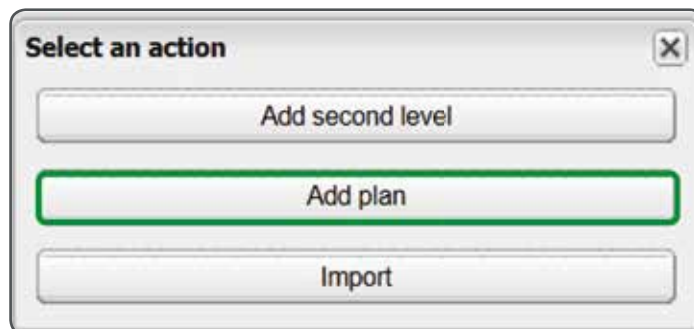 Select an action
Add second level
Add plan
Import